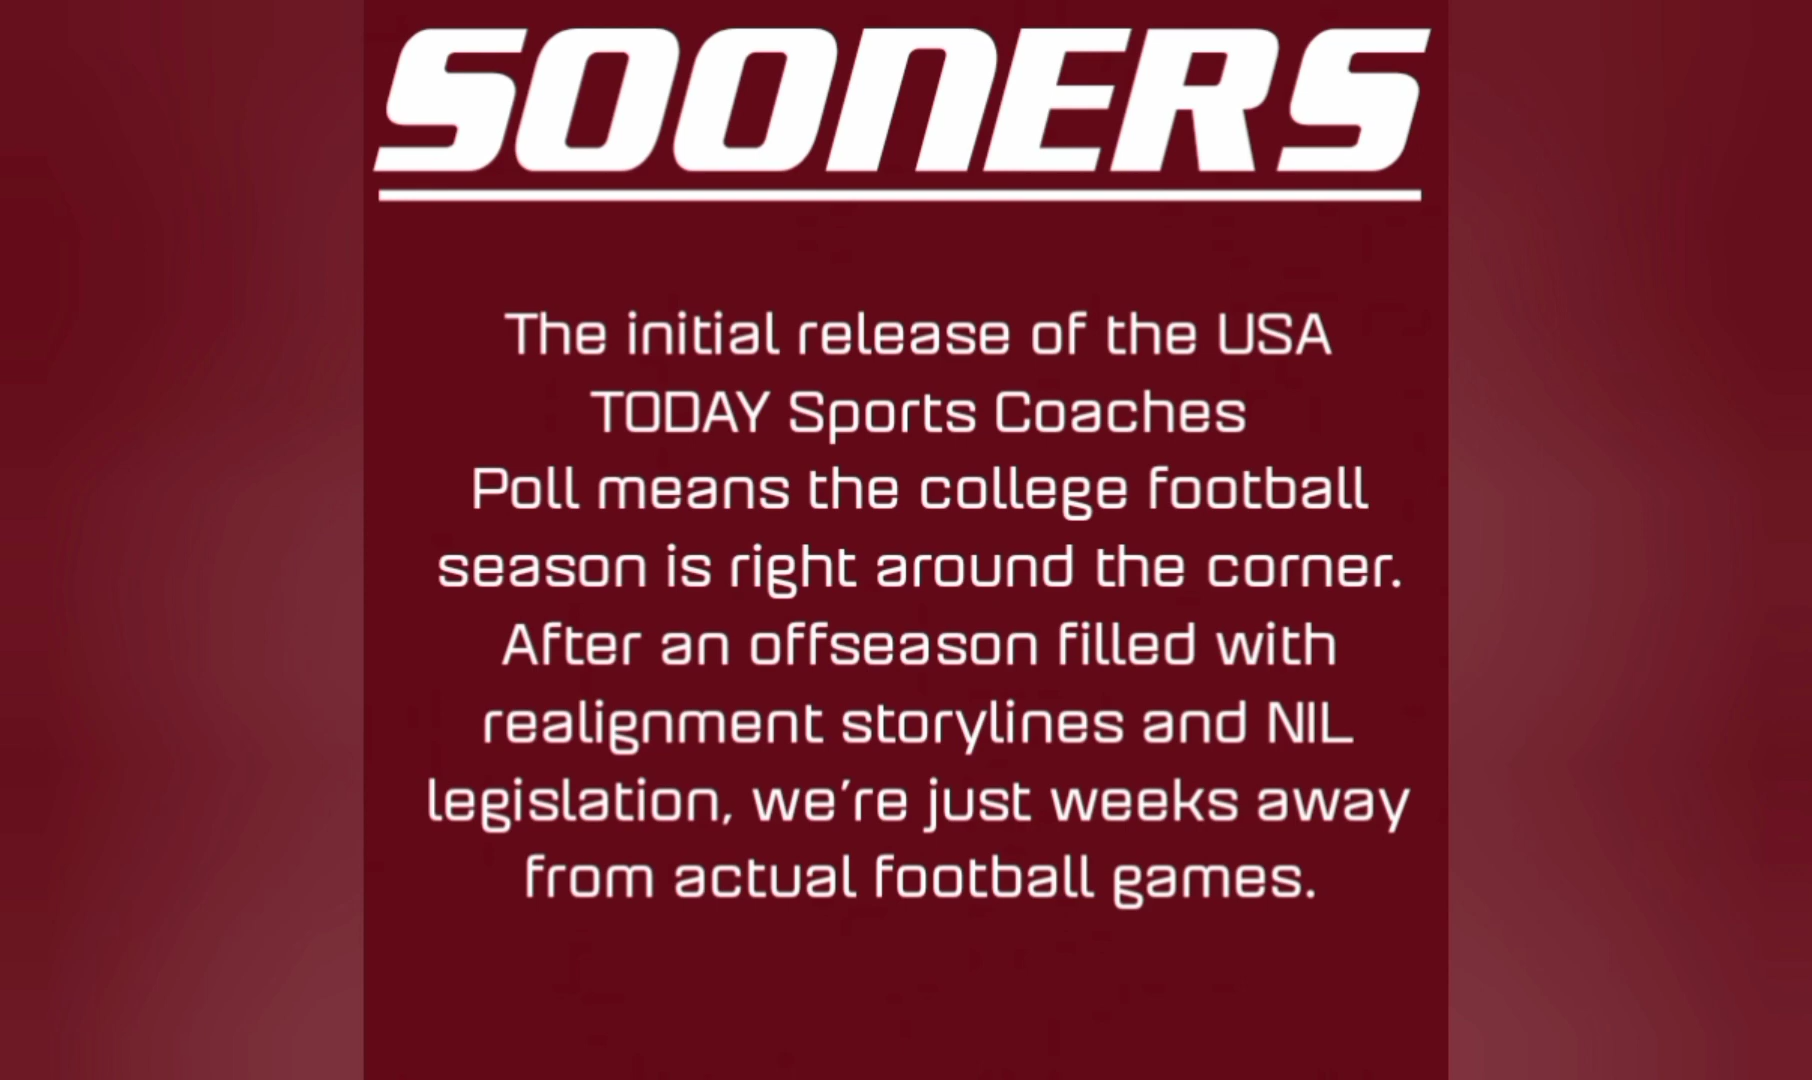 SOONERS
The initial release of the USA
TODAY Sports Coaches
Poll means the college football
season is right around the corner.
After an offseason filled with
realignment storylines and NIL
legislation, we’re just weeks away
from actual football games.